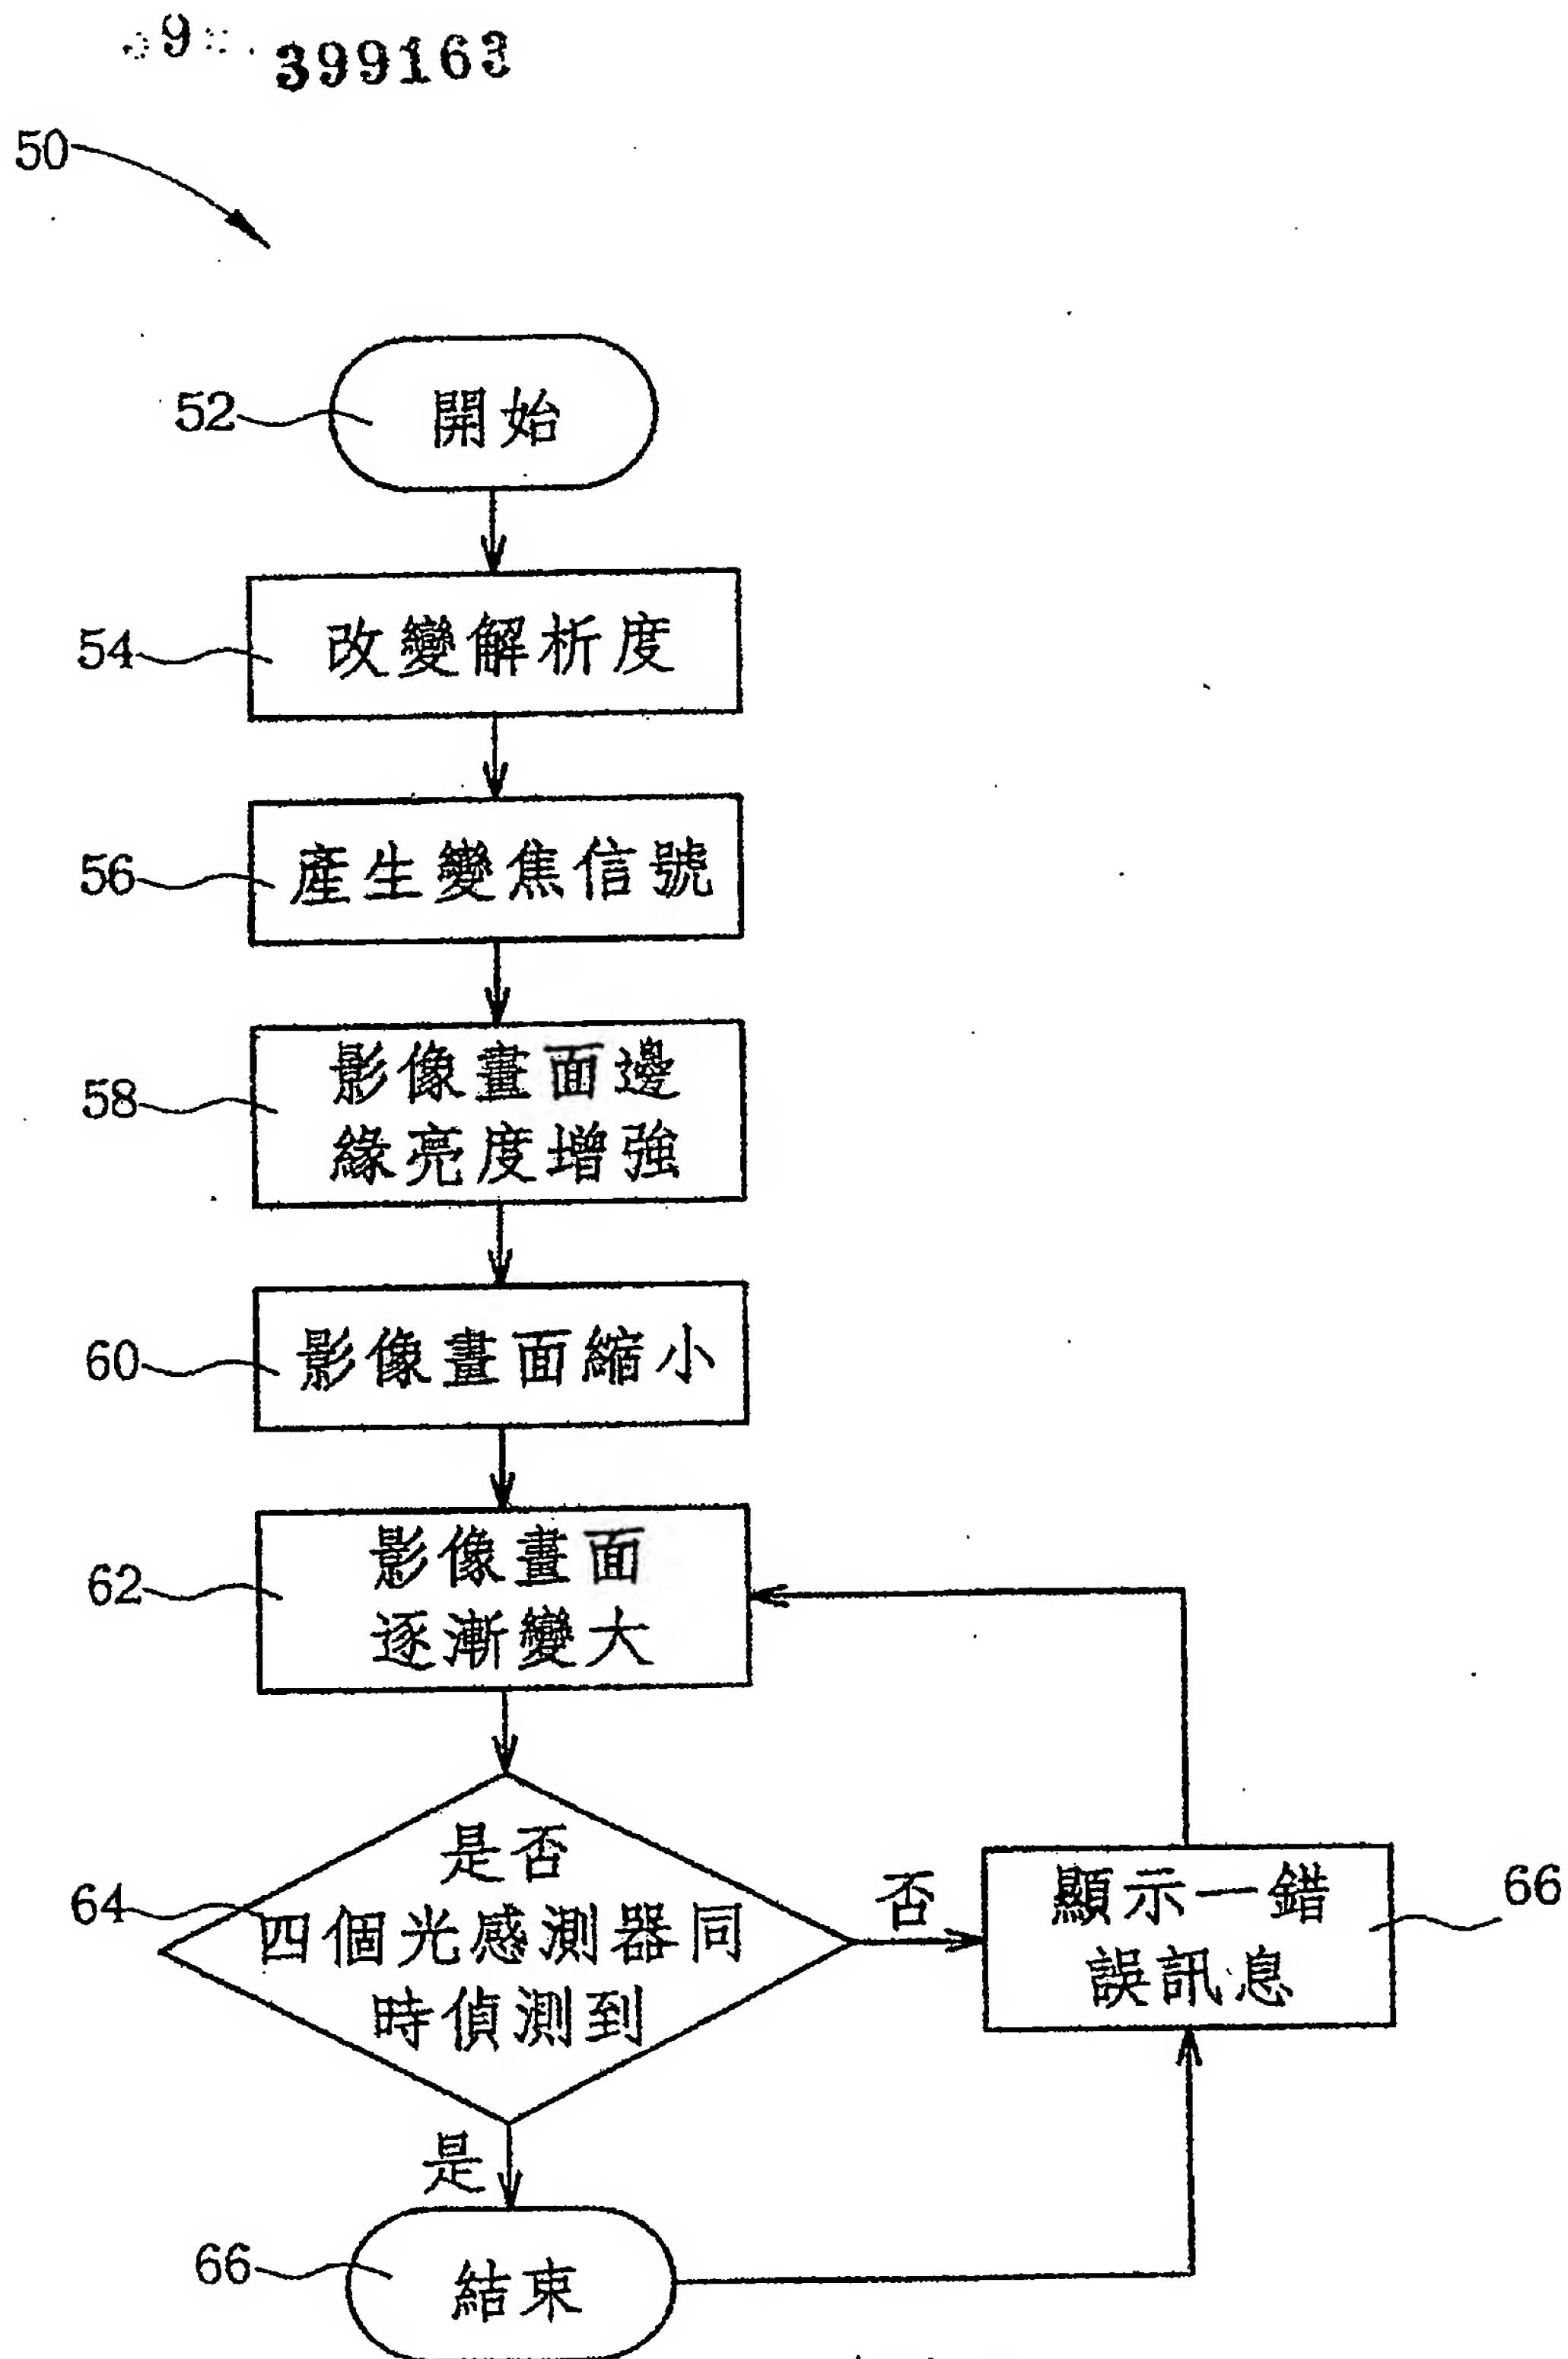 399163
50
52
開始
54
改變解析度
56
產生變焦信號
58
影像畫面邊
緣亮度增強
60
影像畫面縮小
62
影像畫面
逐漸變大
64
是否
四個光感測器同
時偵測到
否
顯示一錯
誤訊息
66
是
66
結束